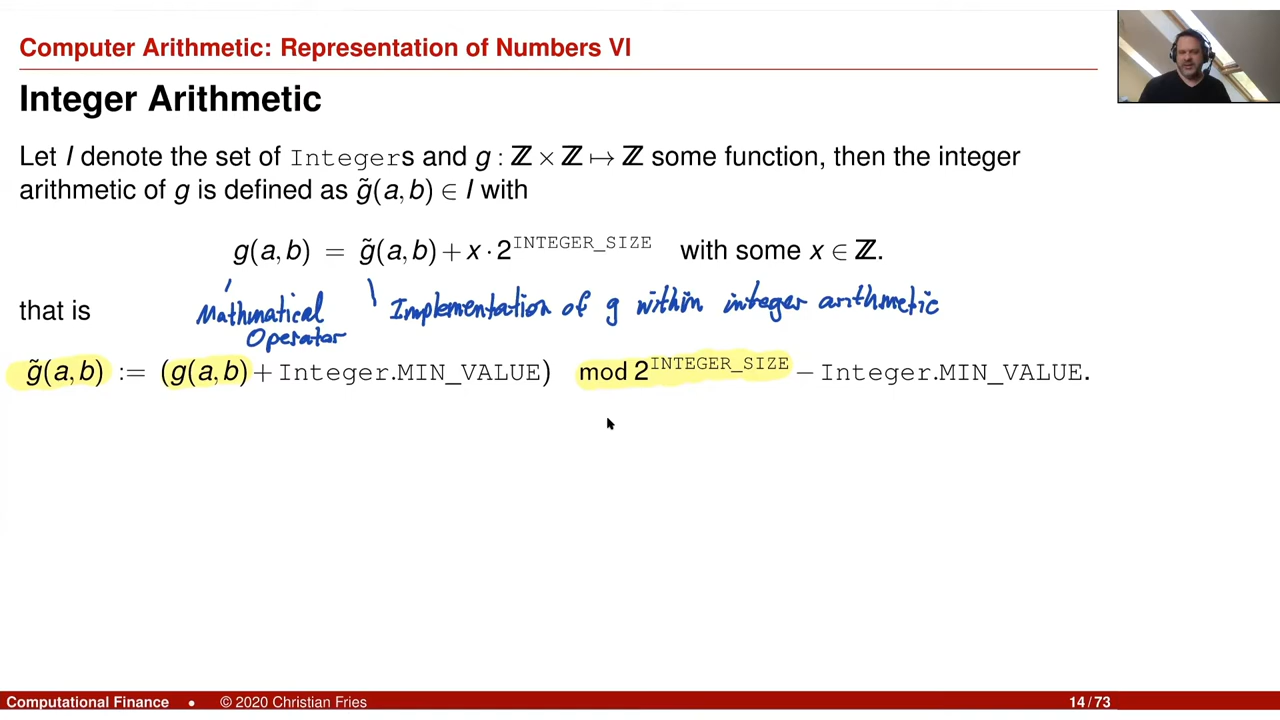 Computer Arithmetic: Representation of Numbers VI
Integer Arithmetic
Let I denote the set of Integers and g : ℤ × ℤ ↦ ℤ some function, then the integer
arithmetic of g is defined as g̃(a,b) ∈ I with
g(a,b) = g̃(a,b) + x · 2^INTEGER_SIZE with some x ∈ ℤ.
that is
Mathematical Operator
Implementation of g within integer arithmetic
g̃(a,b) := (g(a,b) + Integer.MIN_VALUE) mod 2^INTEGER_SIZE − Integer.MIN_VALUE.
Computational Finance • © 2020 Christian Fries 14/73